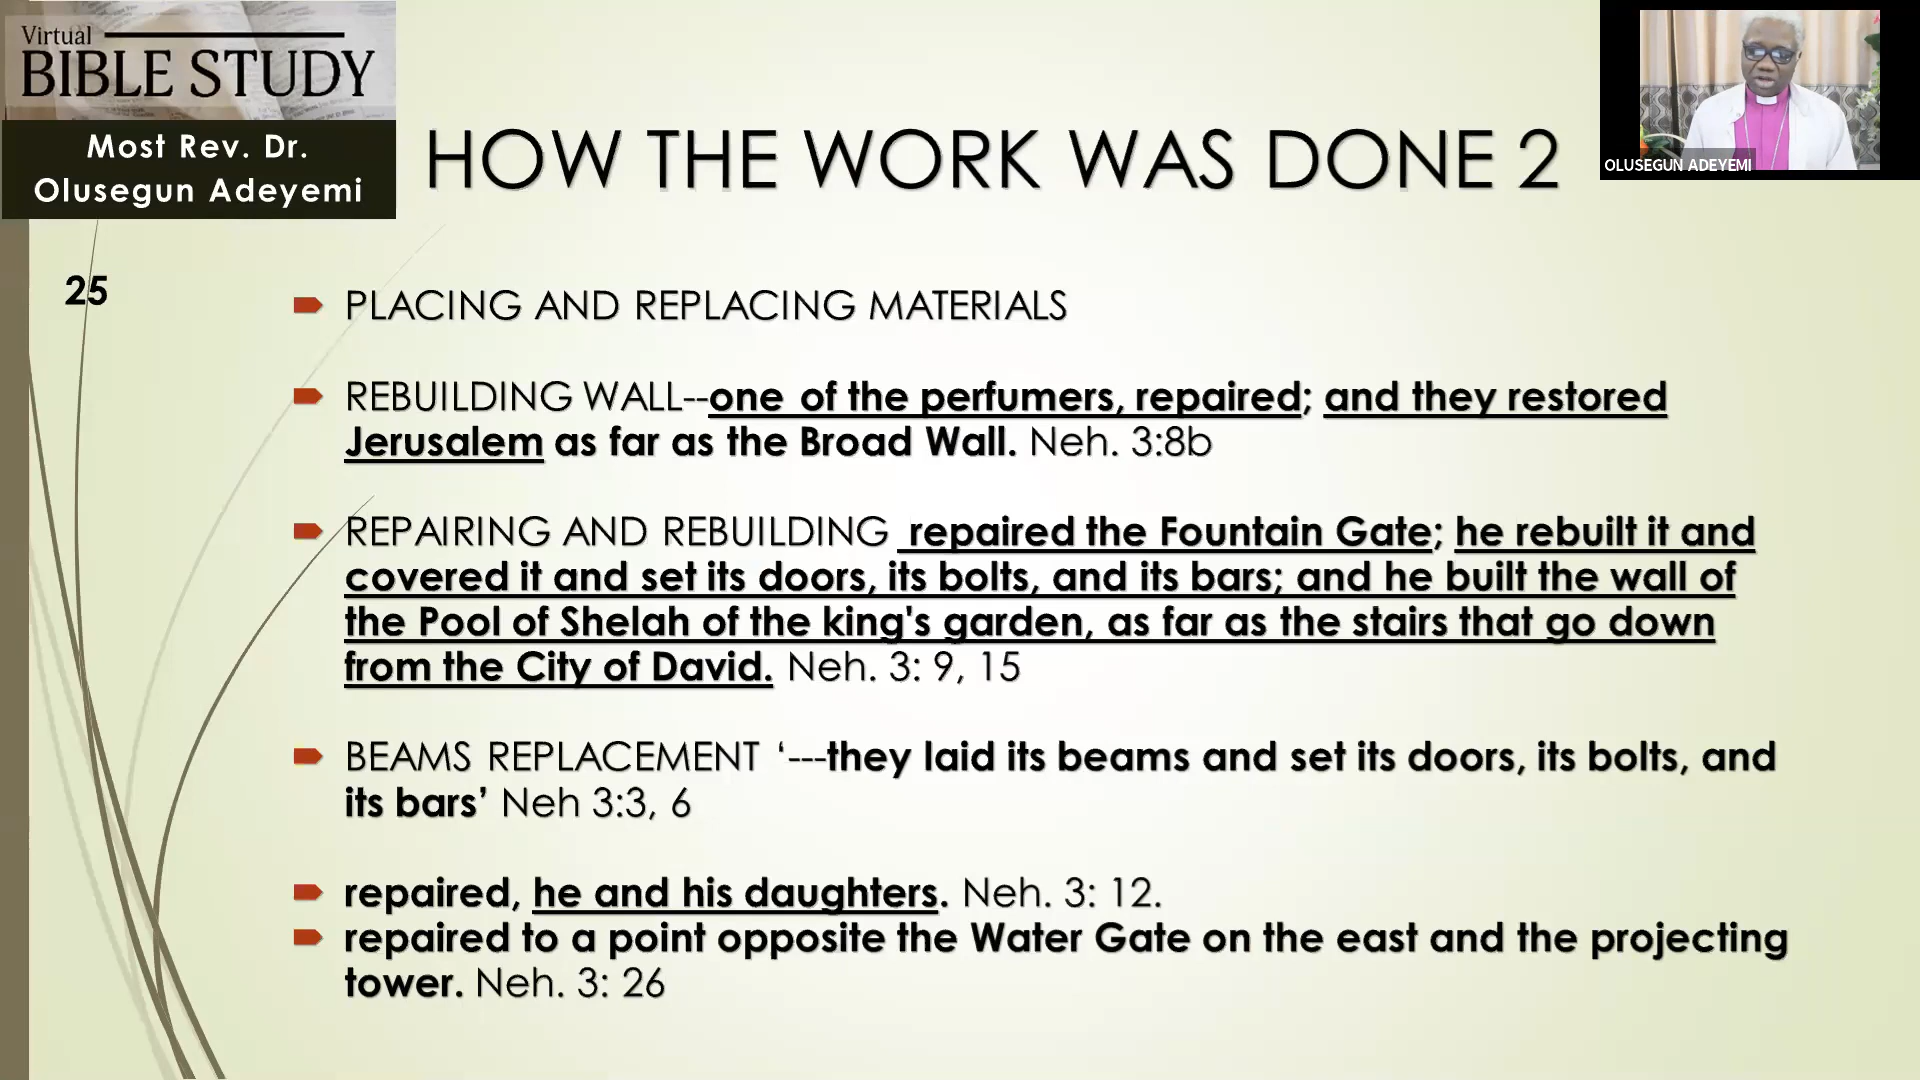 Virtual
BIBLE STUDY
Most Rev. Dr.
Olusegun Adeyemi
HOW THE WORK WAS DONE 2
OLUSEGUN ADEYEMI
25
PLACING AND REPLACING MATERIALS
REBUILDING WALL--one of the perfumers, repaired; and they restored
Jerusalem as far as the Broad Wall. Neh. 3:8b
REPAIRING AND REBUILDING repaired the Fountain Gate; he rebuilt it and
covered it and set its doors, its bolts, and its bars; and he built the wall of
the Pool of Shelah of the king's garden, as far as the stairs that go down
from the City of David. Neh. 3: 9, 15
BEAMS REPLACEMENT ‘---they laid its beams and set its doors, its bolts, and
its bars’ Neh 3:3, 6
repaired, he and his daughters. Neh. 3: 12.
repaired to a point opposite the Water Gate on the east and the projecting
tower. Neh. 3: 26